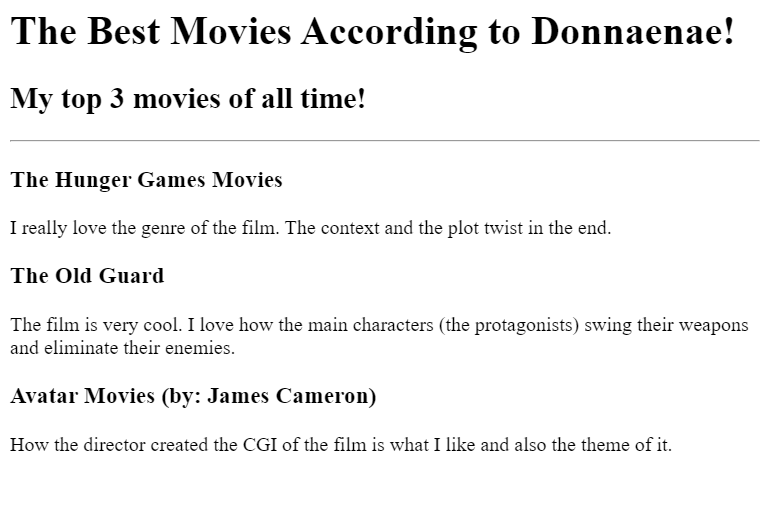 The Best Movies According to Donnaenae!
My top 3 movies of all time!
The Hunger Games Movies
I really love the genre of the film. The context and the plot twist in the end.
The Old Guard
The film is very cool. I love how the main characters (the protagonists) swing their weapons
and eliminate their enemies.
Avatar Movies (by: James Cameron)
How the director created the CGI of the film is what I like and also the theme of it.